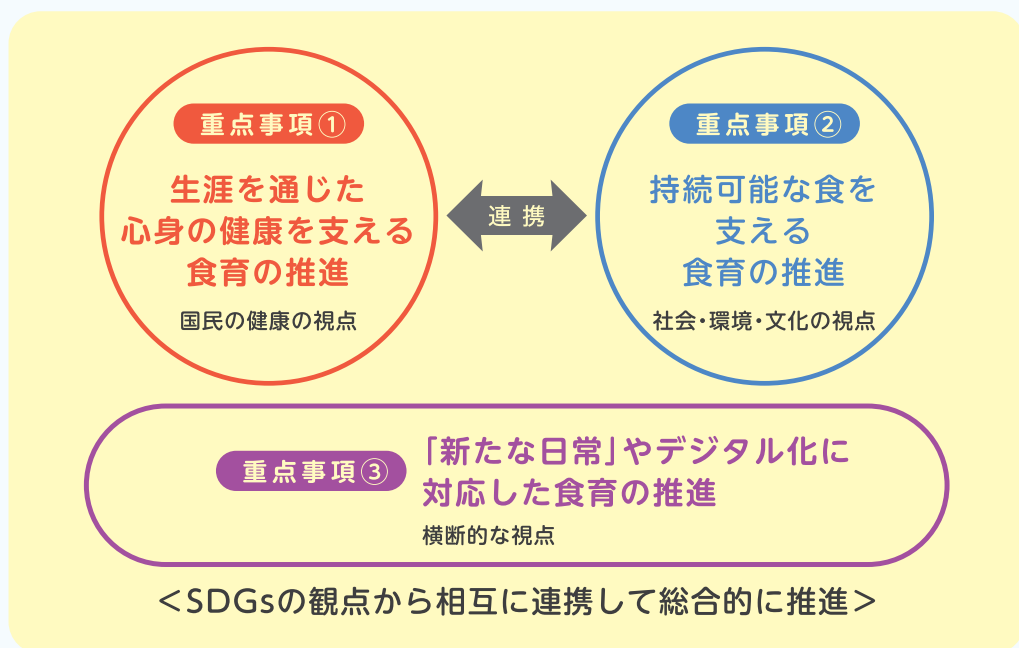 重点事項①
生涯を通じた
心身の健康を支える
食育の推進
国民の健康の視点
連携
重点事項②
持続可能な食を
支える
食育の推進
社会・環境・文化の視点
重点事項③
「新たな日常」やデジタル化に
対応した食育の推進
横断的な視点
＜SDGsの観点から相互に連携して総合的に推進＞